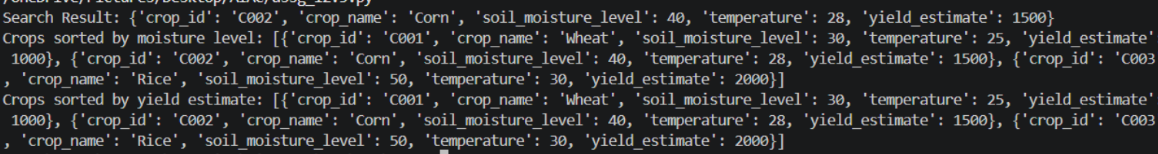 Search Result: {'crop_id': 'C002', 'crop_name': 'Corn', 'soil_moisture_level': 40, 'temperature': 28, 'yield_estimate': 1500}
Crops sorted by moisture level: [{'crop_id': 'C001', 'crop_name': 'Wheat', 'soil_moisture_level': 30, 'temperature': 25, 'yield_estimate'
1000}, {'crop_id': 'C002', 'crop_name': 'Corn', 'soil_moisture_level': 40, 'temperature': 28, 'yield_estimate': 1500}, {'crop_id': 'C003
, 'crop_name': 'Rice', 'soil_moisture_level': 50, 'temperature': 30, 'yield_estimate': 2000}]
Crops sorted by yield estimate: [{'crop_id': 'C001', 'crop_name': 'Wheat', 'soil_moisture_level': 30, 'temperature': 25, 'yield_estimate'
1000}, {'crop_id': 'C002', 'crop_name': 'Corn', 'soil_moisture_level': 40, 'temperature': 28, 'yield_estimate': 1500}, {'crop_id': 'C003
, 'crop_name': 'Rice', 'soil_moisture_level': 50, 'temperature': 30, 'yield_estimate': 2000}]